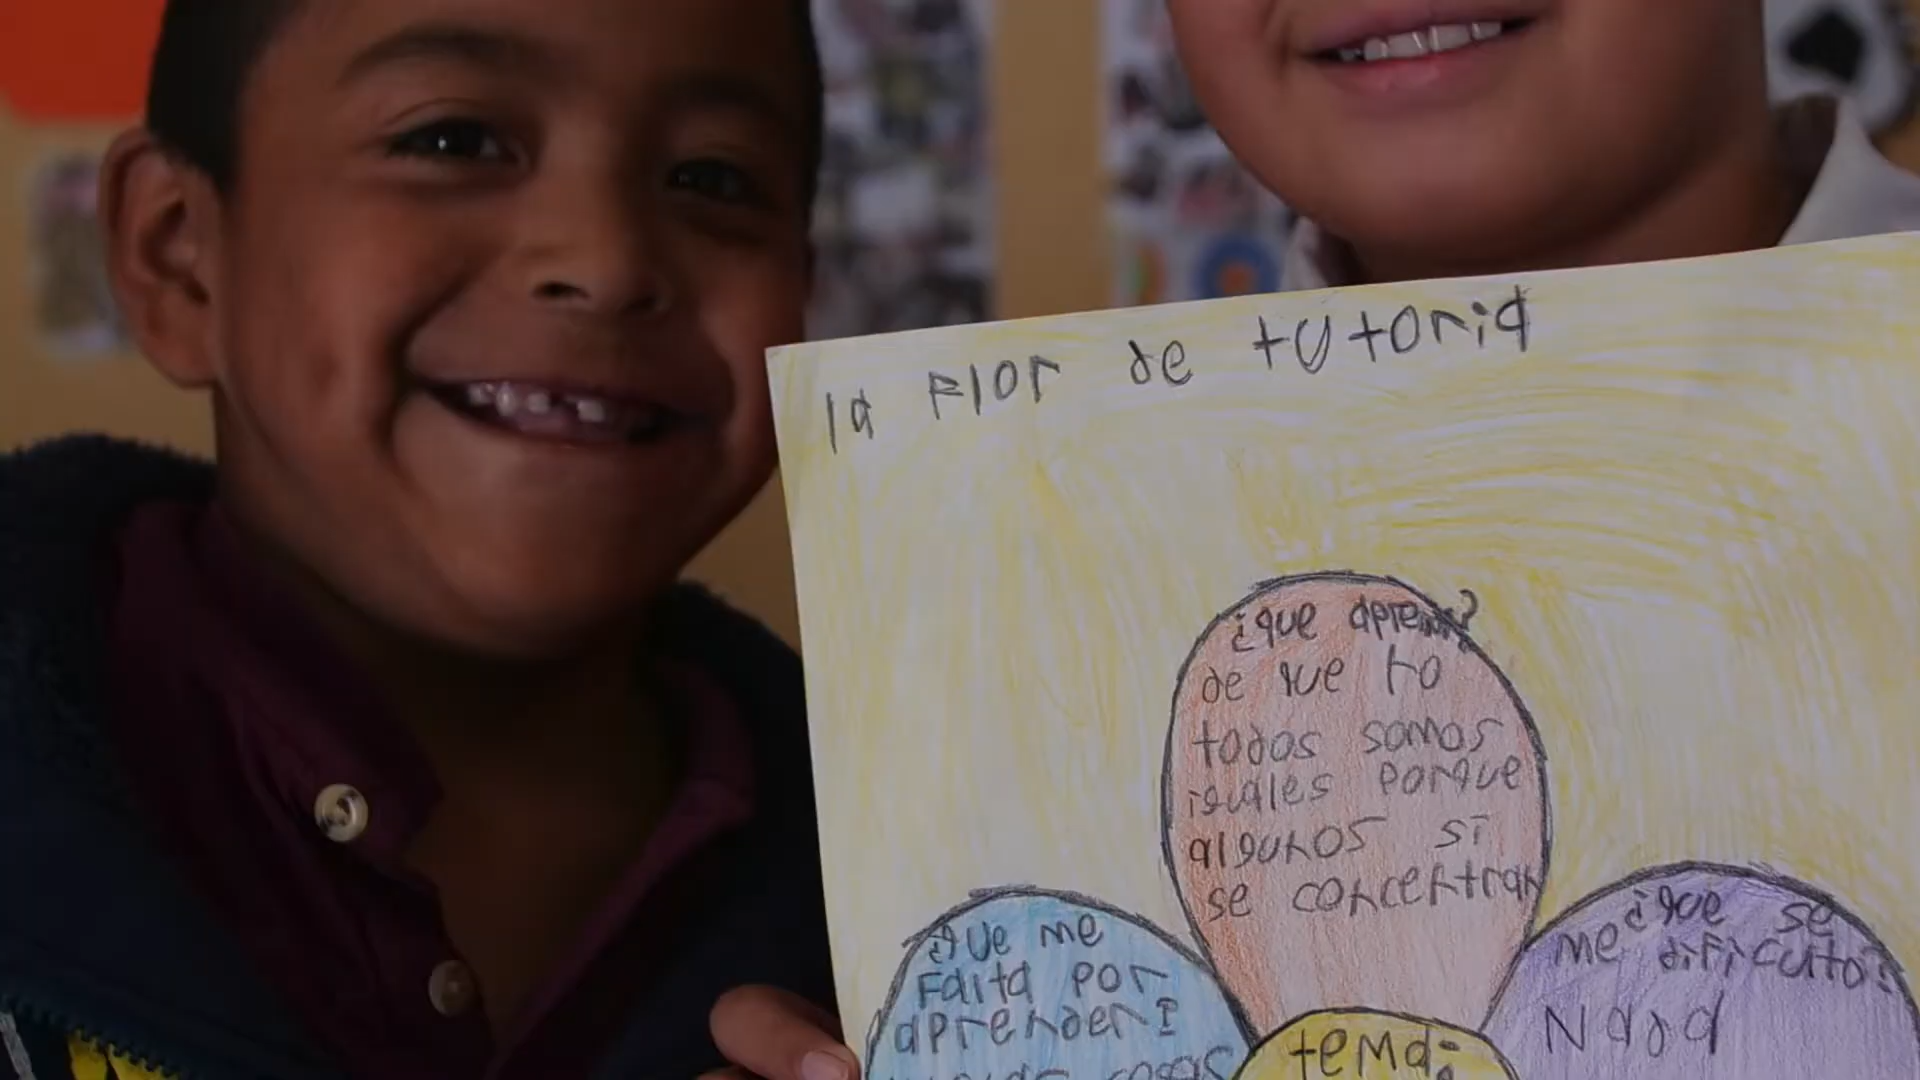 la Flor de tutoria
¿que aprendi?
de que no
todos somos
iguales porque
algunos si
se concentran
¿que me
Falta por
aprender?
cosas
¿que se
me dificulto?
Nada
tema: